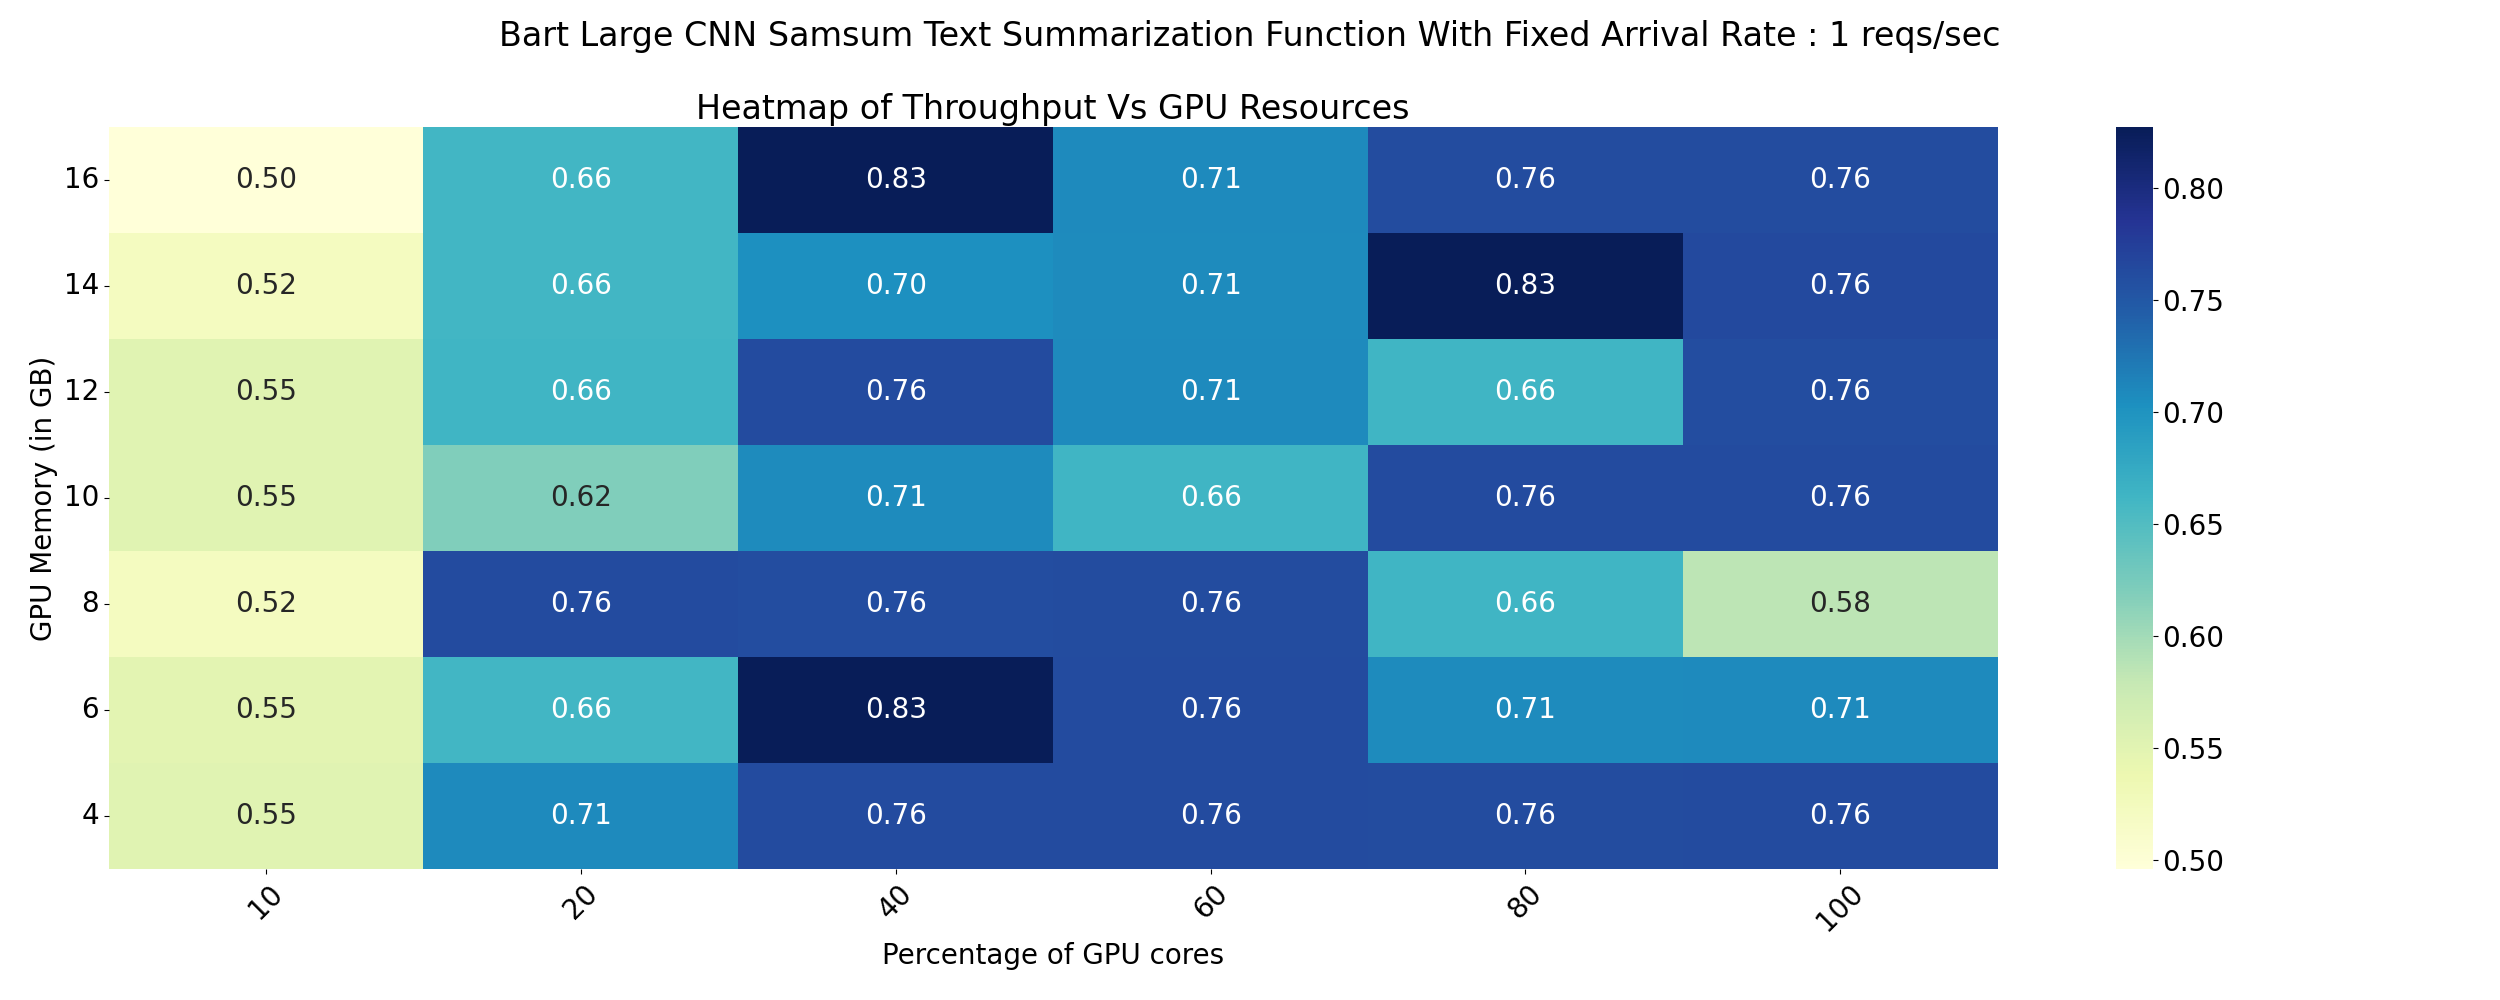 Bart Large CNN Samsum Text Summarization Function With Fixed Arrival Rate : 1 reqs/sec
Heatmap of Throughput Vs GPU Resources
GPU Memory (in GB)
16 0.50 0.66 0.83 0.71 0.76 0.76
14 0.52 0.66 0.70 0.71 0.83 0.76
12 0.55 0.66 0.76 0.71 0.66 0.76
10 0.55 0.62 0.71 0.66 0.76 0.76
8 0.52 0.76 0.76 0.76 0.66 0.58
6 0.55 0.66 0.83 0.76 0.71 0.71
4 0.55 0.71 0.76 0.76 0.76 0.76
10 20 40 60 80 100
Percentage of GPU cores
0.80
0.75
0.70
0.65
0.60
0.55
0.50